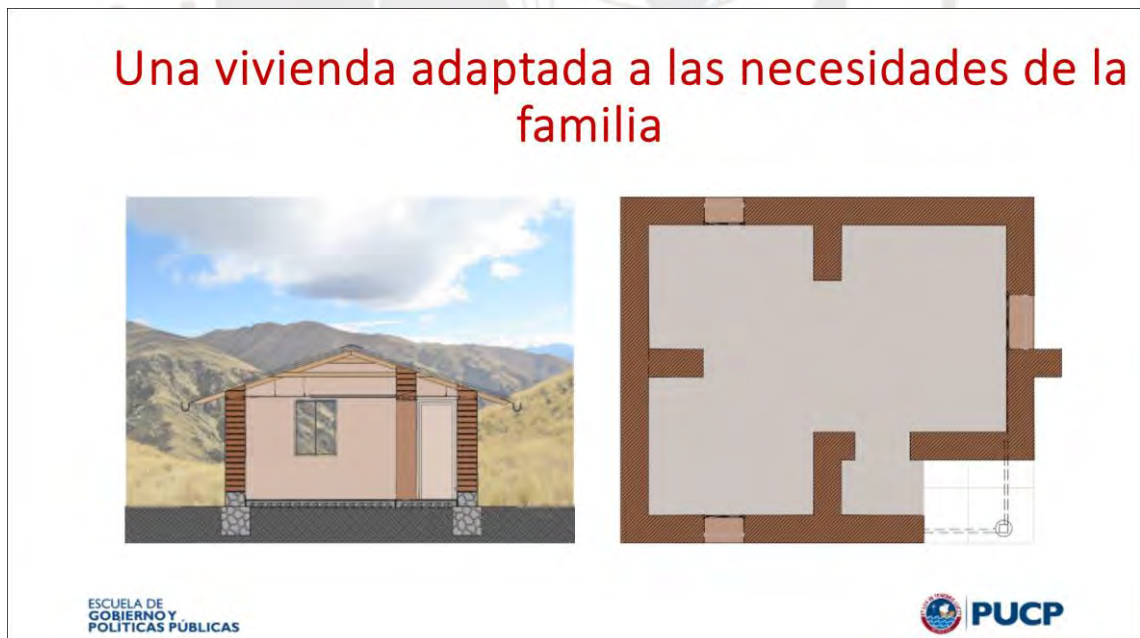 Una vivienda adaptada a las necesidades de la
familia
ESCUELA DE
GOBIERNO Y
POLÍTICAS PÚBLICAS
PUCP